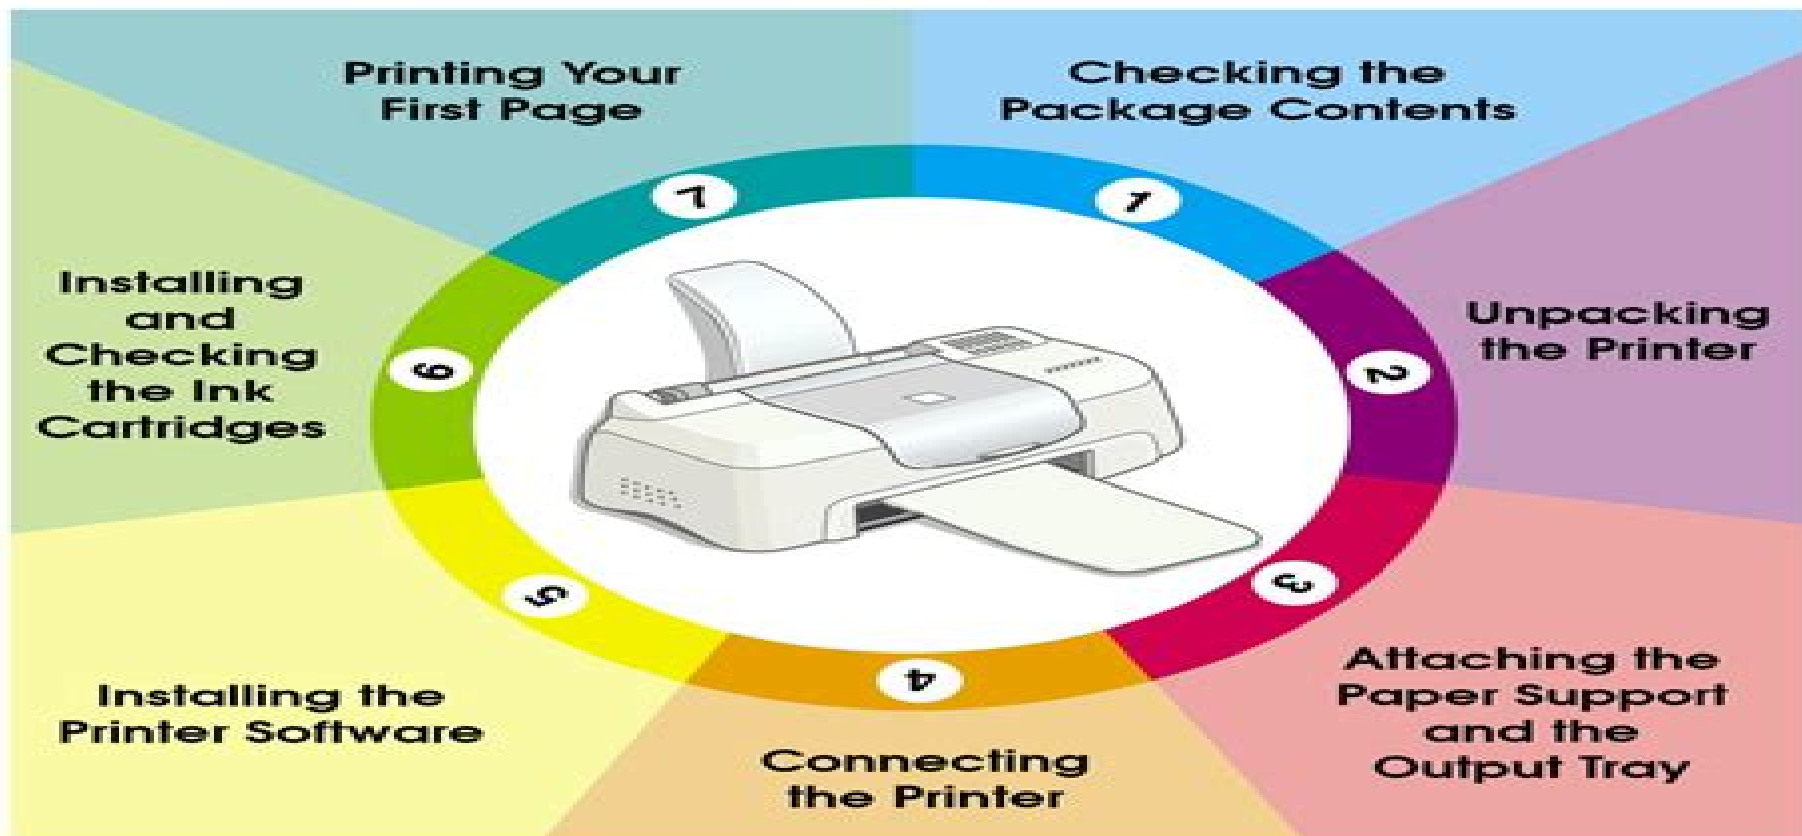 Checking the
Package Contents
1
Unpacking
the Printer
2
Attaching the
Paper Support
and the
Output Tray
3
Connecting
the Printer
4
Installing the
Printer Software
5
Installing
and
Checking
the Ink
Cartridges
6
Printing Your
First Page
7